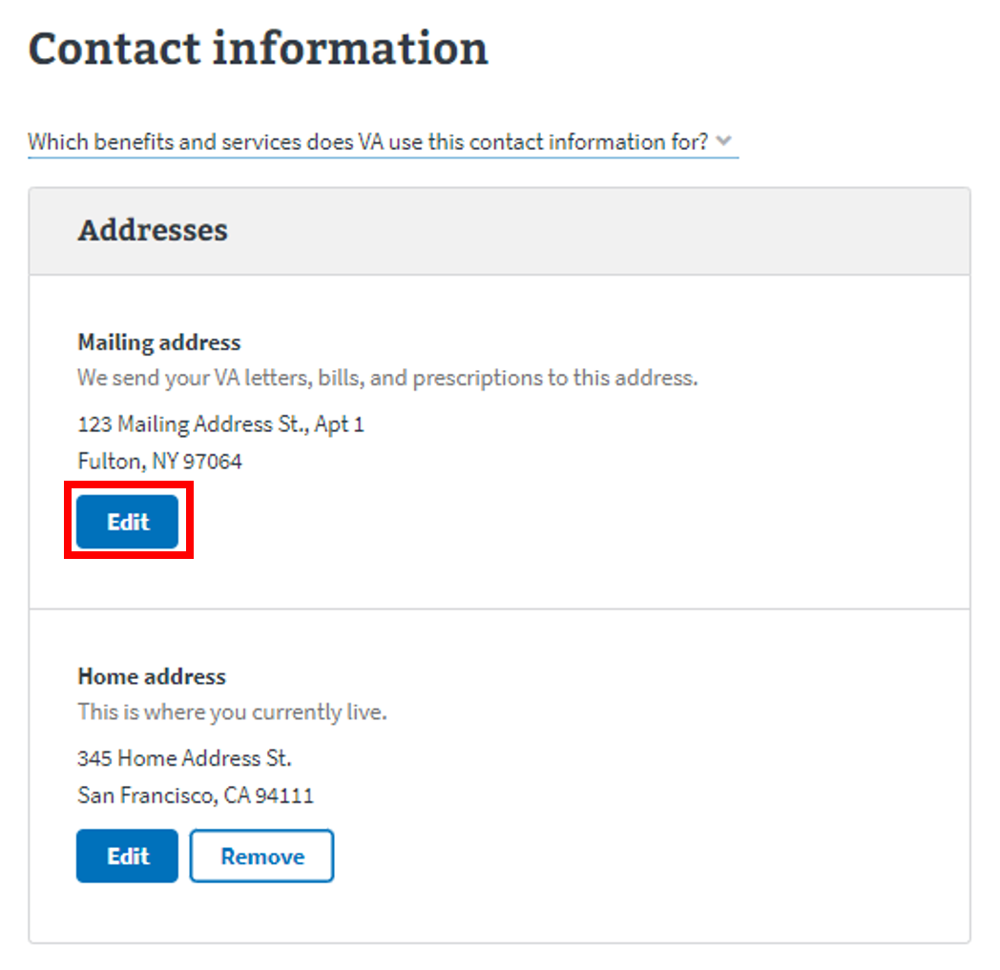 Contact information
Which benefits and services does VA use this contact information for?
Addresses
Mailing address
We send your VA letters, bills, and prescriptions to this address.
123 Mailing Address St., Apt 1
Fulton, NY 97064
Edit
Home address
This is where you currently live.
345 Home Address St.
San Francisco, CA 94111
Edit Remove